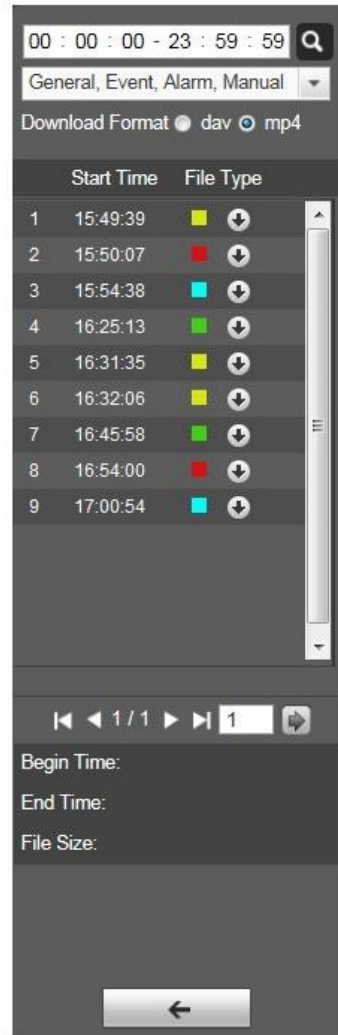 00 : 00 : 00 - 23 : 59 : 59
General, Event, Alarm, Manual
Download Format dav mp4
Start Time File Type
1 15:49:39
2 15:50:07
3 15:54:38
4 16:25:13
5 16:31:35
6 16:32:06
7 16:45:58
8 16:54:00
9 17:00:54
1 / 1 1
Begin Time:
End Time:
File Size: